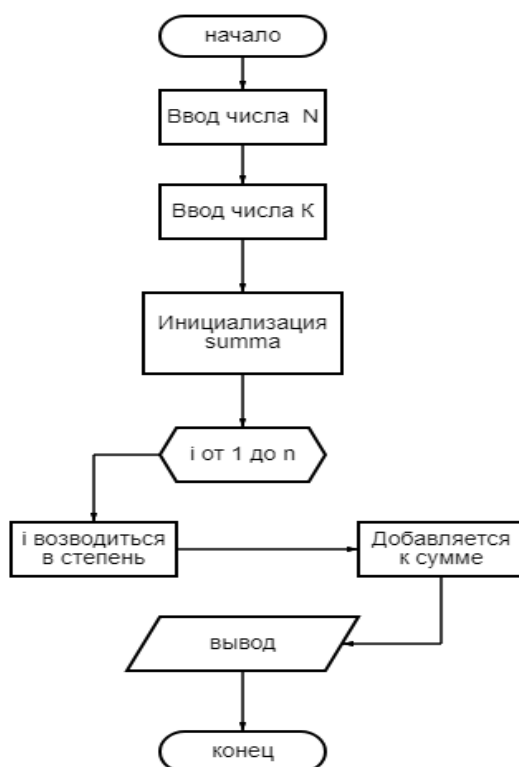 начало
Ввод числа N
Ввод числа К
Инициализация
summa
i от 1 до n
i возводиться
в степень
Добавляется
к сумме
вывод
конец